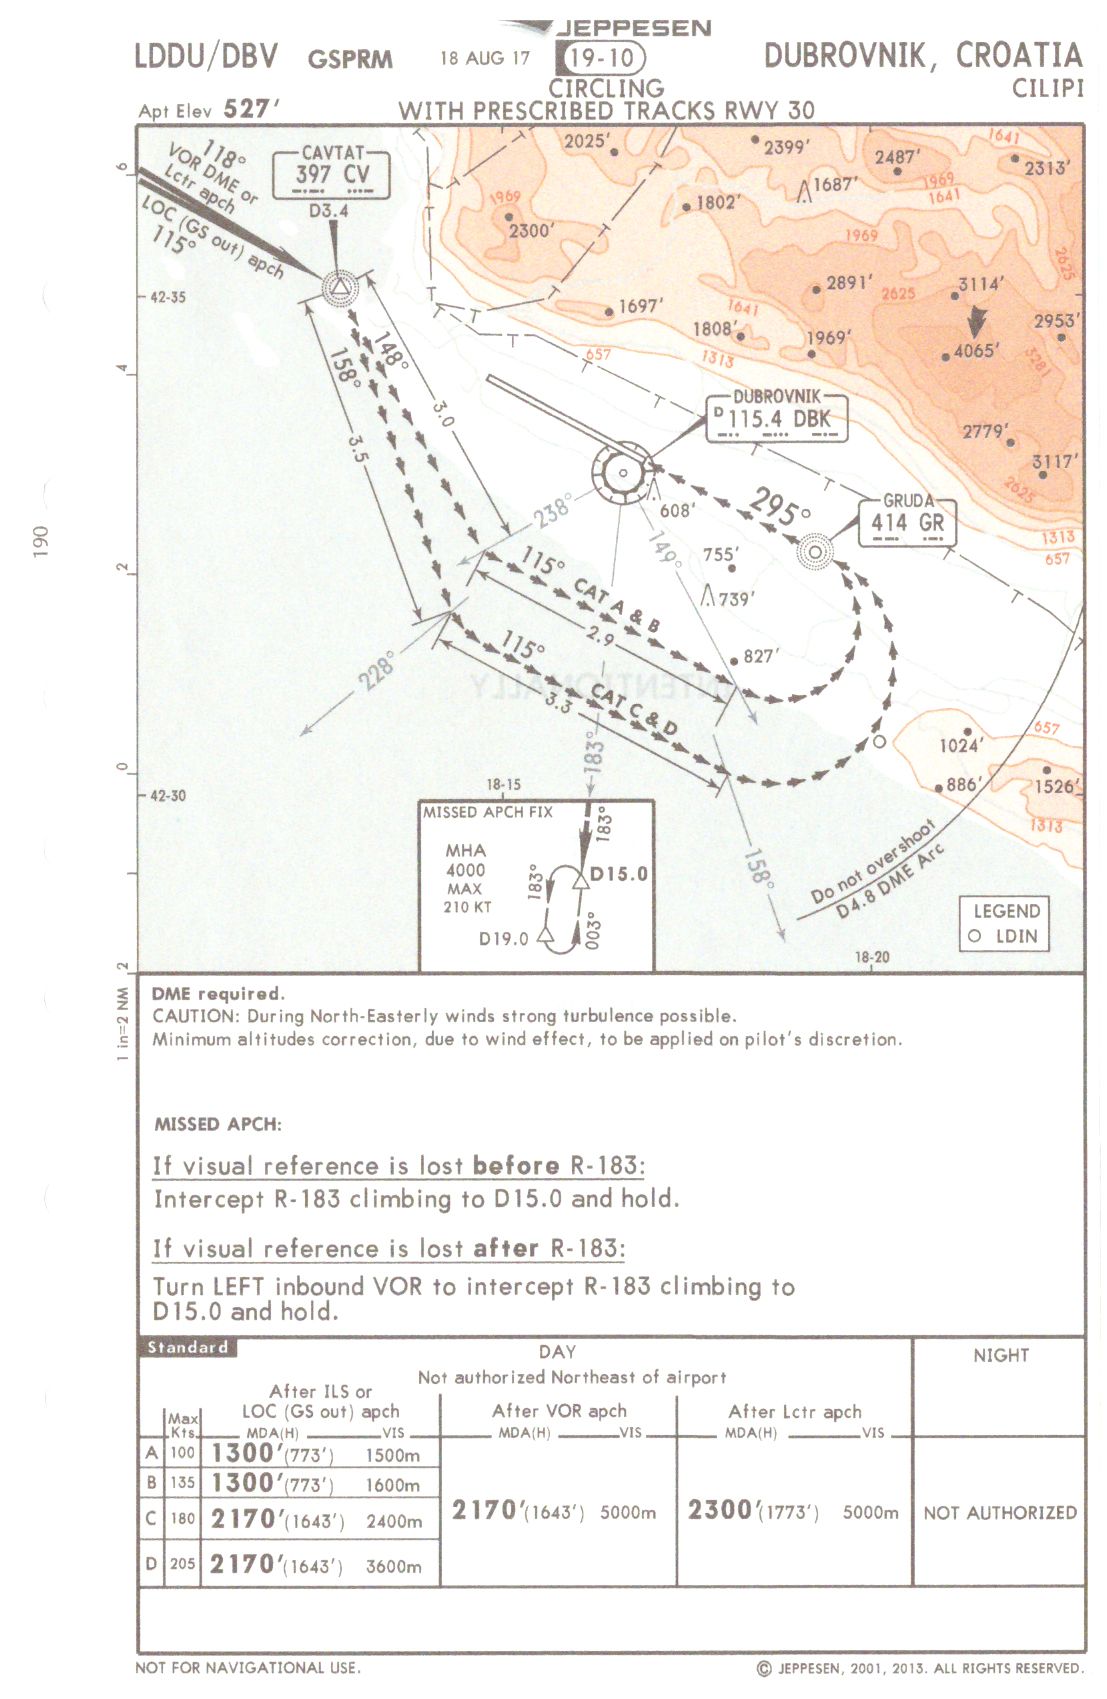 JEPPESEN
LDDU/DBV GSPRM 18 AUG 17 19-10 DUBROVNIK, CROATIA
CILIPI
CIRCLING
Apt Elev 527' WITH PRESCRIBED TRACKS RWY 30
118°
VOR DME or
Lctr apch
LOC (GS out) apch
115°
CAVTAT
397 CV
D3.4
2025'
2399'
2487'
1641
2313'
1969
2300'
1802'
1687'
1969
1641
1969
2625
2891'
2625
3114'
2953'
1697'
1641
1808'
1969'
4065'
3281
657
1313
42-35
6
4
2
0
2
158°
148°
3.0
3.5
DUBROVNIK
D 115.4 DBK
2779'
3117'
2625
1313
657
GRUDA
414 GR
295°
608'
238°
149°
755'
739'
827'
115° CAT A & B
2.9
115°
CAT C & D
3.3
228°
183°
INTENTIONALLY
158°
657
1024'
886'
1526'
1313
42-30
18-15
MISSED APCH FIX
MHA
4000
MAX
210 KT
183°
183°
D15.0
D19.0
003°
Do not overshoot
D4.8 DME Arc
LEGEND
LDIN
18-20
1 in=2 NM
190
DME required.
CAUTION: During North-Easterly winds strong turbulence possible.
Minimum altitudes correction, due to wind effect, to be applied on pilot's discretion.
MISSED APCH:
If visual reference is lost before R-183:
Intercept R-183 climbing to D15.0 and hold.
If visual reference is lost after R-183:
Turn LEFT inbound VOR to intercept R-183 climbing to
D15.0 and hold.
Standard
DAY
NIGHT
Not authorized Northeast of airport
After ILS or
LOC (GS out) apch After VOR apch After Lctr apch
Max
Kts. MDA(H) VIS MDA(H) VIS MDA(H) VIS
A 100 1300'(773') 1500m
B 135 1300'(773') 1600m
2170'(1643') 5000m 2300'(1773') 5000m NOT AUTHORIZED
C 180 2170'(1643') 2400m
D 205 2170'(1643') 3600m
NOT FOR NAVIGATIONAL USE.
© JEPPESEN, 2001, 2013. ALL RIGHTS RESERVED.